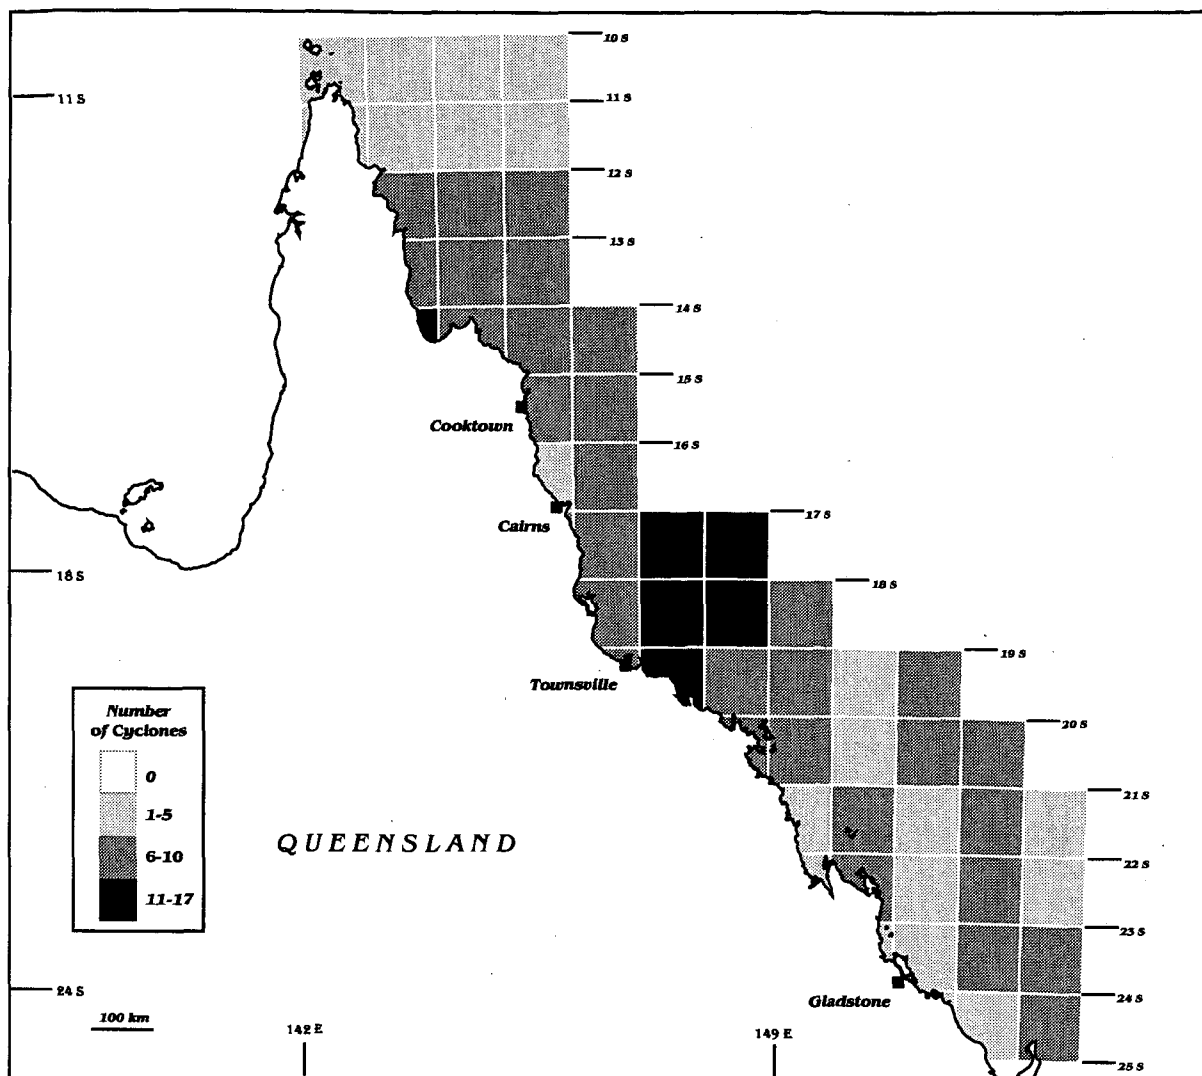 10 S
11 S
11 S
12 S
13 S
14 S
15 S
Cooktown
16 S
Cairns
17 S
18 S
18 S
19 S
Townsville
Number
of Cyclones
0
1-5
6-10
11-17
20 S
21 S
QUEENSLAND
22 S
23 S
24 S
Gladstone
24 S
100 km
142 E
149 E
25 S